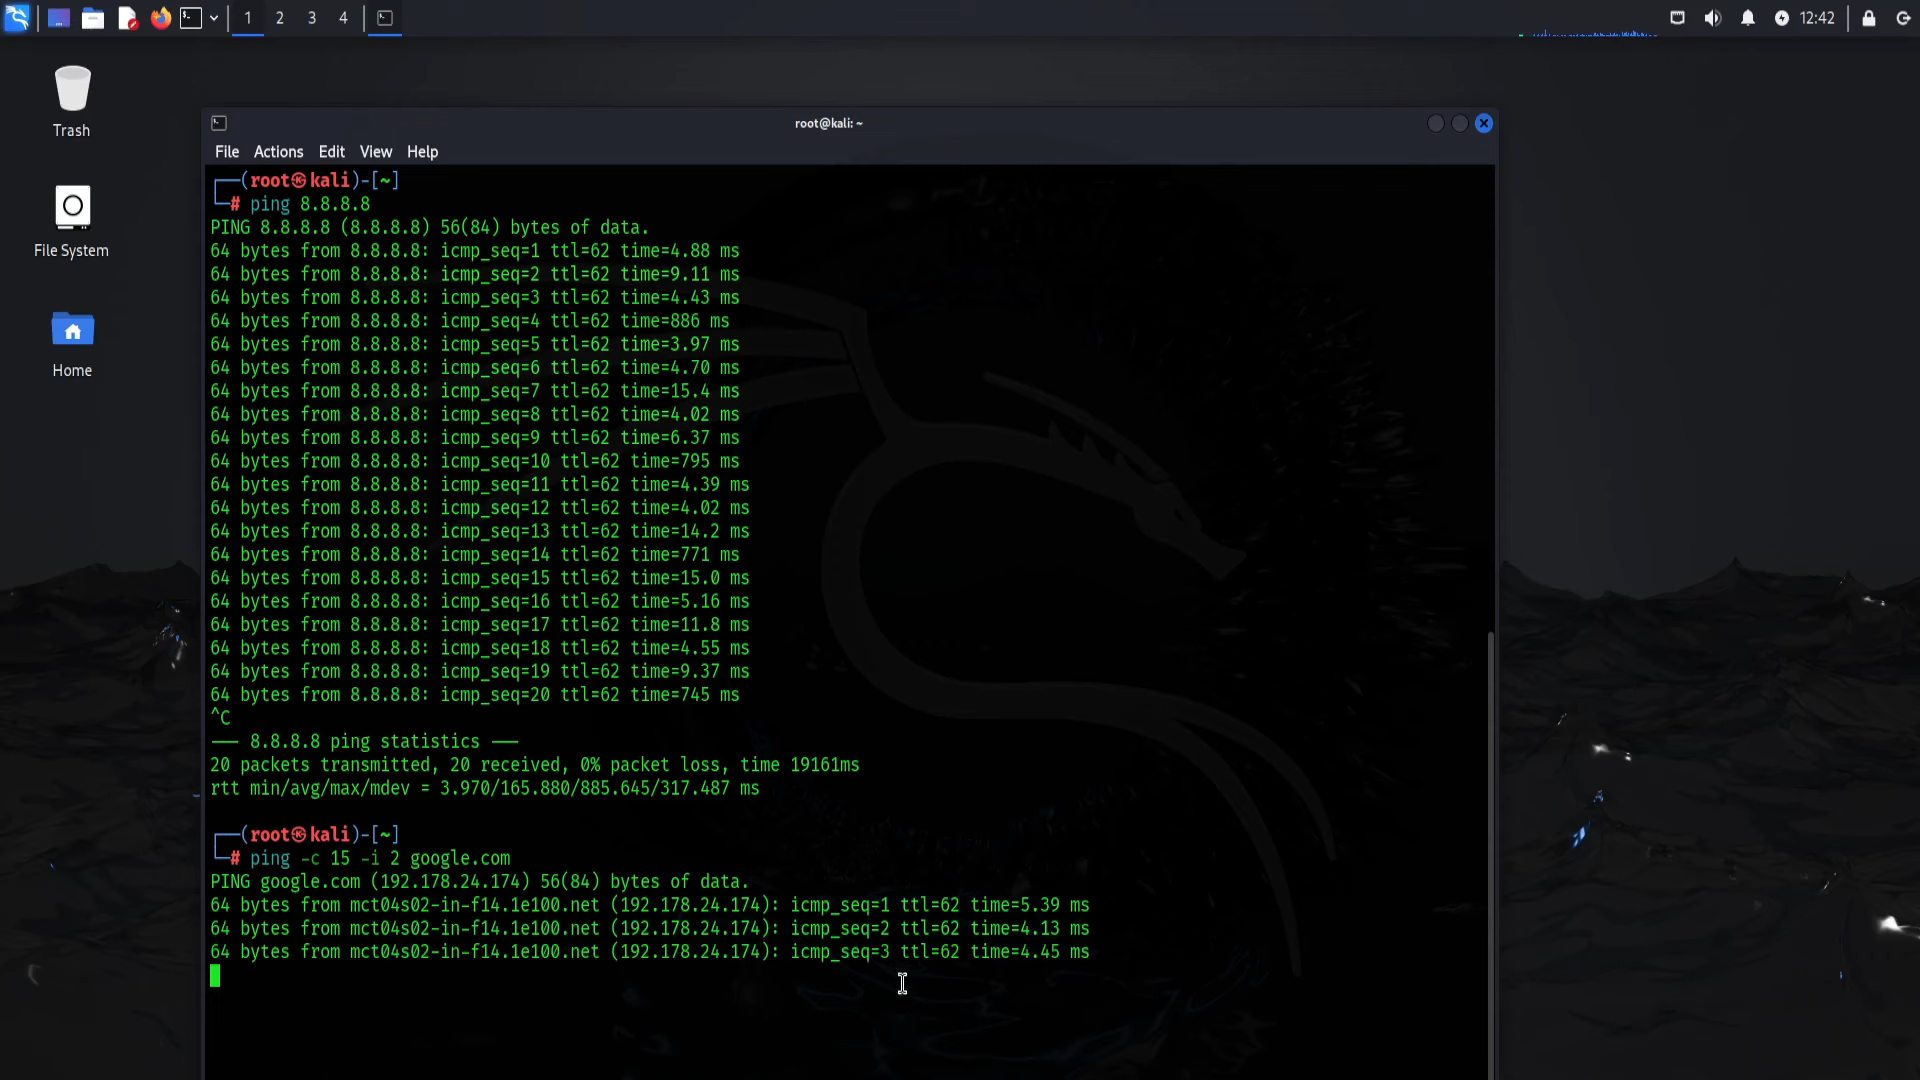 1 2 3 4 12:42
Trash
File System
Home
root@kali: ~
File Actions Edit View Help
┌──(root㉿kali)-[~]
└─# ping 8.8.8.8
PING 8.8.8.8 (8.8.8.8) 56(84) bytes of data.
64 bytes from 8.8.8.8: icmp_seq=1 ttl=62 time=4.88 ms
64 bytes from 8.8.8.8: icmp_seq=2 ttl=62 time=9.11 ms
64 bytes from 8.8.8.8: icmp_seq=3 ttl=62 time=4.43 ms
64 bytes from 8.8.8.8: icmp_seq=4 ttl=62 time=886 ms
64 bytes from 8.8.8.8: icmp_seq=5 ttl=62 time=3.97 ms
64 bytes from 8.8.8.8: icmp_seq=6 ttl=62 time=4.70 ms
64 bytes from 8.8.8.8: icmp_seq=7 ttl=62 time=15.4 ms
64 bytes from 8.8.8.8: icmp_seq=8 ttl=62 time=4.02 ms
64 bytes from 8.8.8.8: icmp_seq=9 ttl=62 time=6.37 ms
64 bytes from 8.8.8.8: icmp_seq=10 ttl=62 time=795 ms
64 bytes from 8.8.8.8: icmp_seq=11 ttl=62 time=4.39 ms
64 bytes from 8.8.8.8: icmp_seq=12 ttl=62 time=4.02 ms
64 bytes from 8.8.8.8: icmp_seq=13 ttl=62 time=14.2 ms
64 bytes from 8.8.8.8: icmp_seq=14 ttl=62 time=771 ms
64 bytes from 8.8.8.8: icmp_seq=15 ttl=62 time=15.0 ms
64 bytes from 8.8.8.8: icmp_seq=16 ttl=62 time=5.16 ms
64 bytes from 8.8.8.8: icmp_seq=17 ttl=62 time=11.8 ms
64 bytes from 8.8.8.8: icmp_seq=18 ttl=62 time=4.55 ms
64 bytes from 8.8.8.8: icmp_seq=19 ttl=62 time=9.37 ms
64 bytes from 8.8.8.8: icmp_seq=20 ttl=62 time=745 ms
^C
--- 8.8.8.8 ping statistics ---
20 packets transmitted, 20 received, 0% packet loss, time 19161ms
rtt min/avg/max/mdev = 3.970/165.880/885.645/317.487 ms
┌──(root㉿kali)-[~]
└─# ping -c 15 -i 2 google.com
PING google.com (192.178.24.174) 56(84) bytes of data.
64 bytes from mct04s02-in-f14.1e100.net (192.178.24.174): icmp_seq=1 ttl=62 time=5.39 ms
64 bytes from mct04s02-in-f14.1e100.net (192.178.24.174): icmp_seq=2 ttl=62 time=4.13 ms
64 bytes from mct04s02-in-f14.1e100.net (192.178.24.174): icmp_seq=3 ttl=62 time=4.45 ms